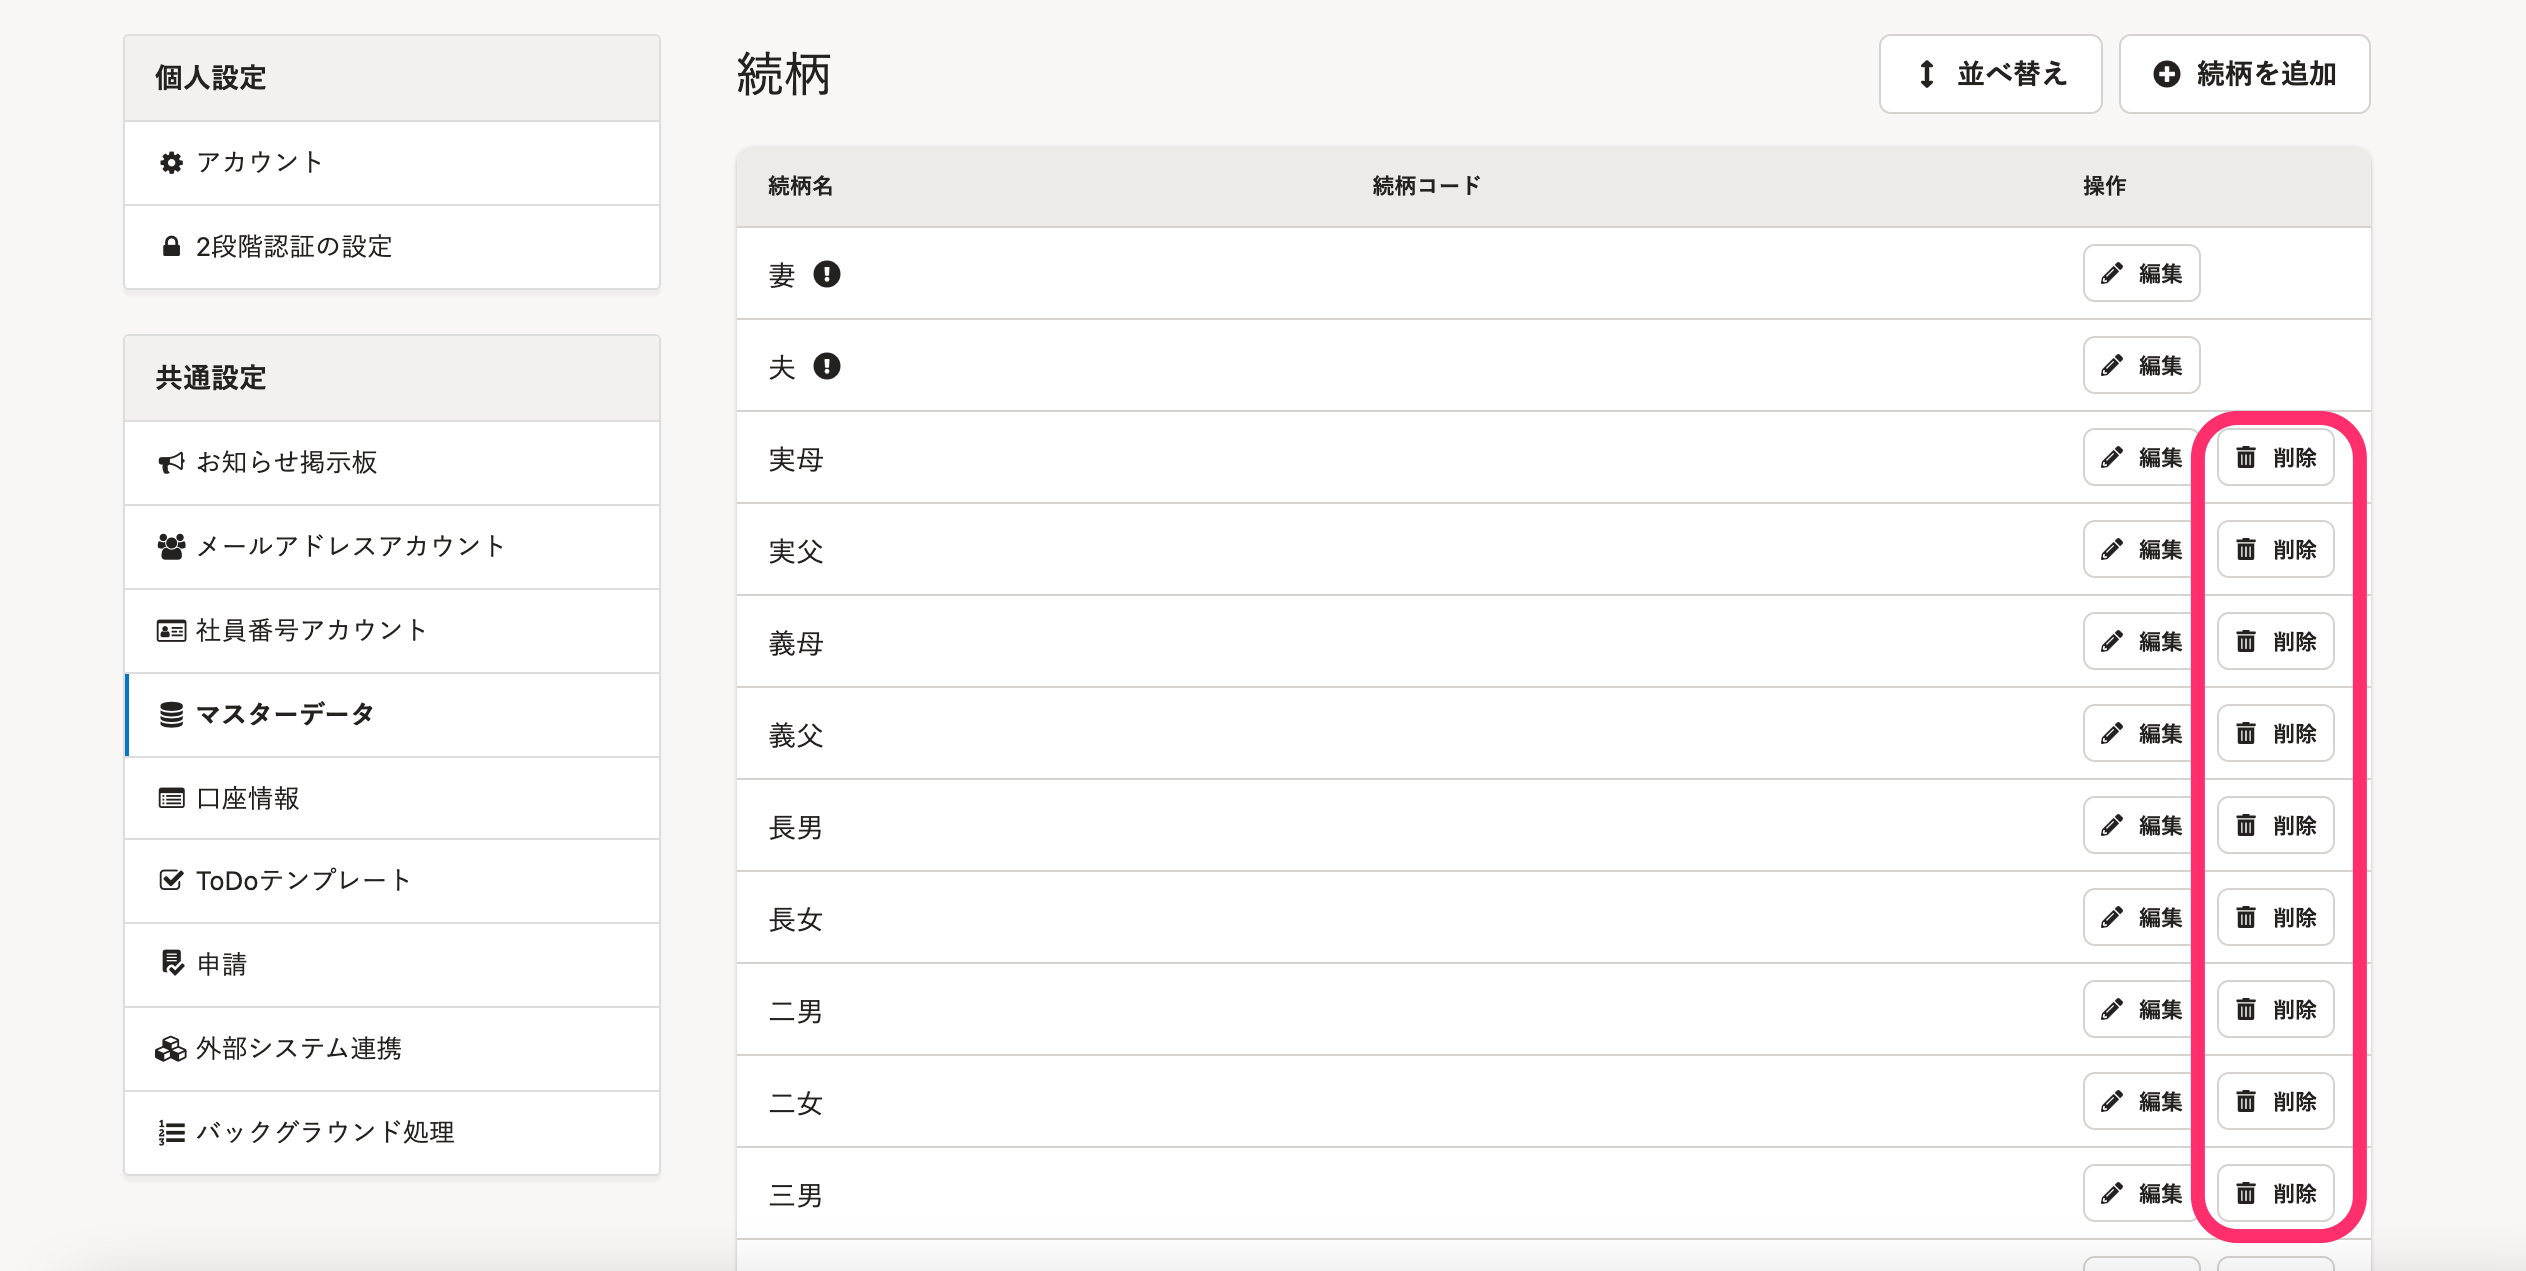 個人設定
アカウント
2段階認証の設定
共通設定
お知らせ掲示板
メールアドレスアカウント
社員番号アカウント
マスターデータ
口座情報
ToDoテンプレート
申請
外部システム連携
バックグラウンド処理
続柄
並べ替え
続柄を追加
続柄名 続柄コード 操作
妻 編集
夫 編集
実母 編集 削除
実父 編集 削除
義母 編集 削除
義父 編集 削除
長男 編集 削除
長女 編集 削除
二男 編集 削除
二女 編集 削除
三男 編集 削除